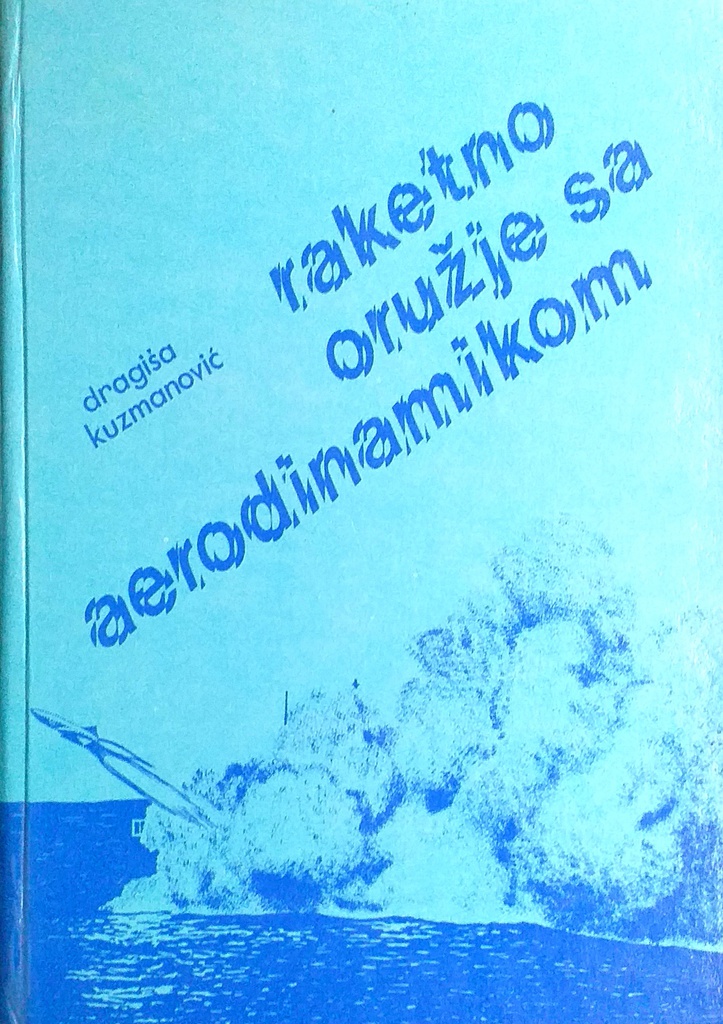 raketno
oružje sa
aerodinamikom
dragiša
kuzmanović